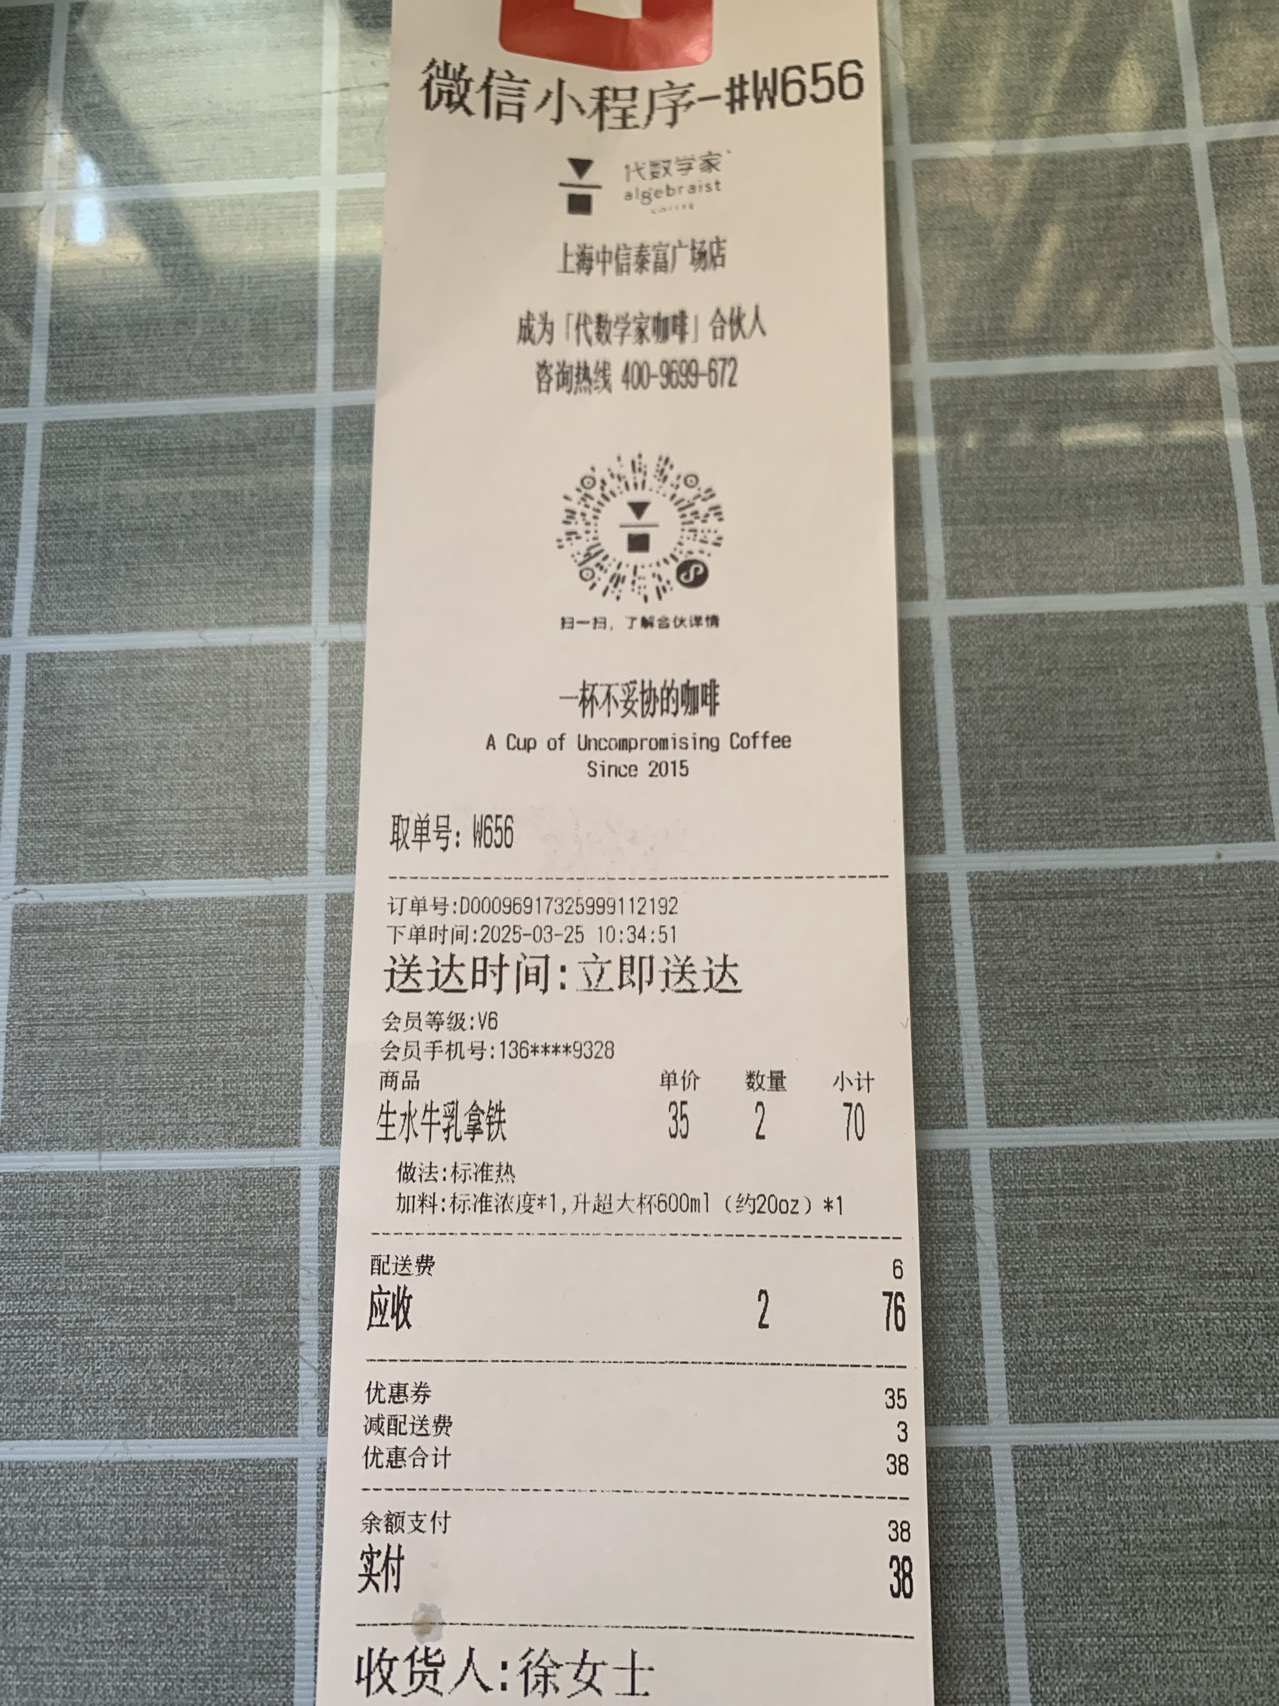 微信小程序-#W656
代数学家
algebraist
COFFEE
上海中信泰富广场店
成为「代数学家咖啡」合伙人
咨询热线 400-9699-672
扫一扫，了解合伙详情
一杯不妥协的咖啡
A Cup of Uncompromising Coffee
Since 2015
取单号: W656
订单号:D00096917325999112192
下单时间:2025-03-25 10:34:51
送达时间:立即送达
会员等级:V6
会员手机号:136****9328
商品 单价 数量 小计
生水牛乳拿铁 35 2 70
做法:标准热
加料:标准浓度*1,升超大杯600ml（约20oz）*1
配送费 6
应收 2 76
优惠券 35
减配送费 3
优惠合计 38
余额支付 38
实付 38
收货人:徐女士